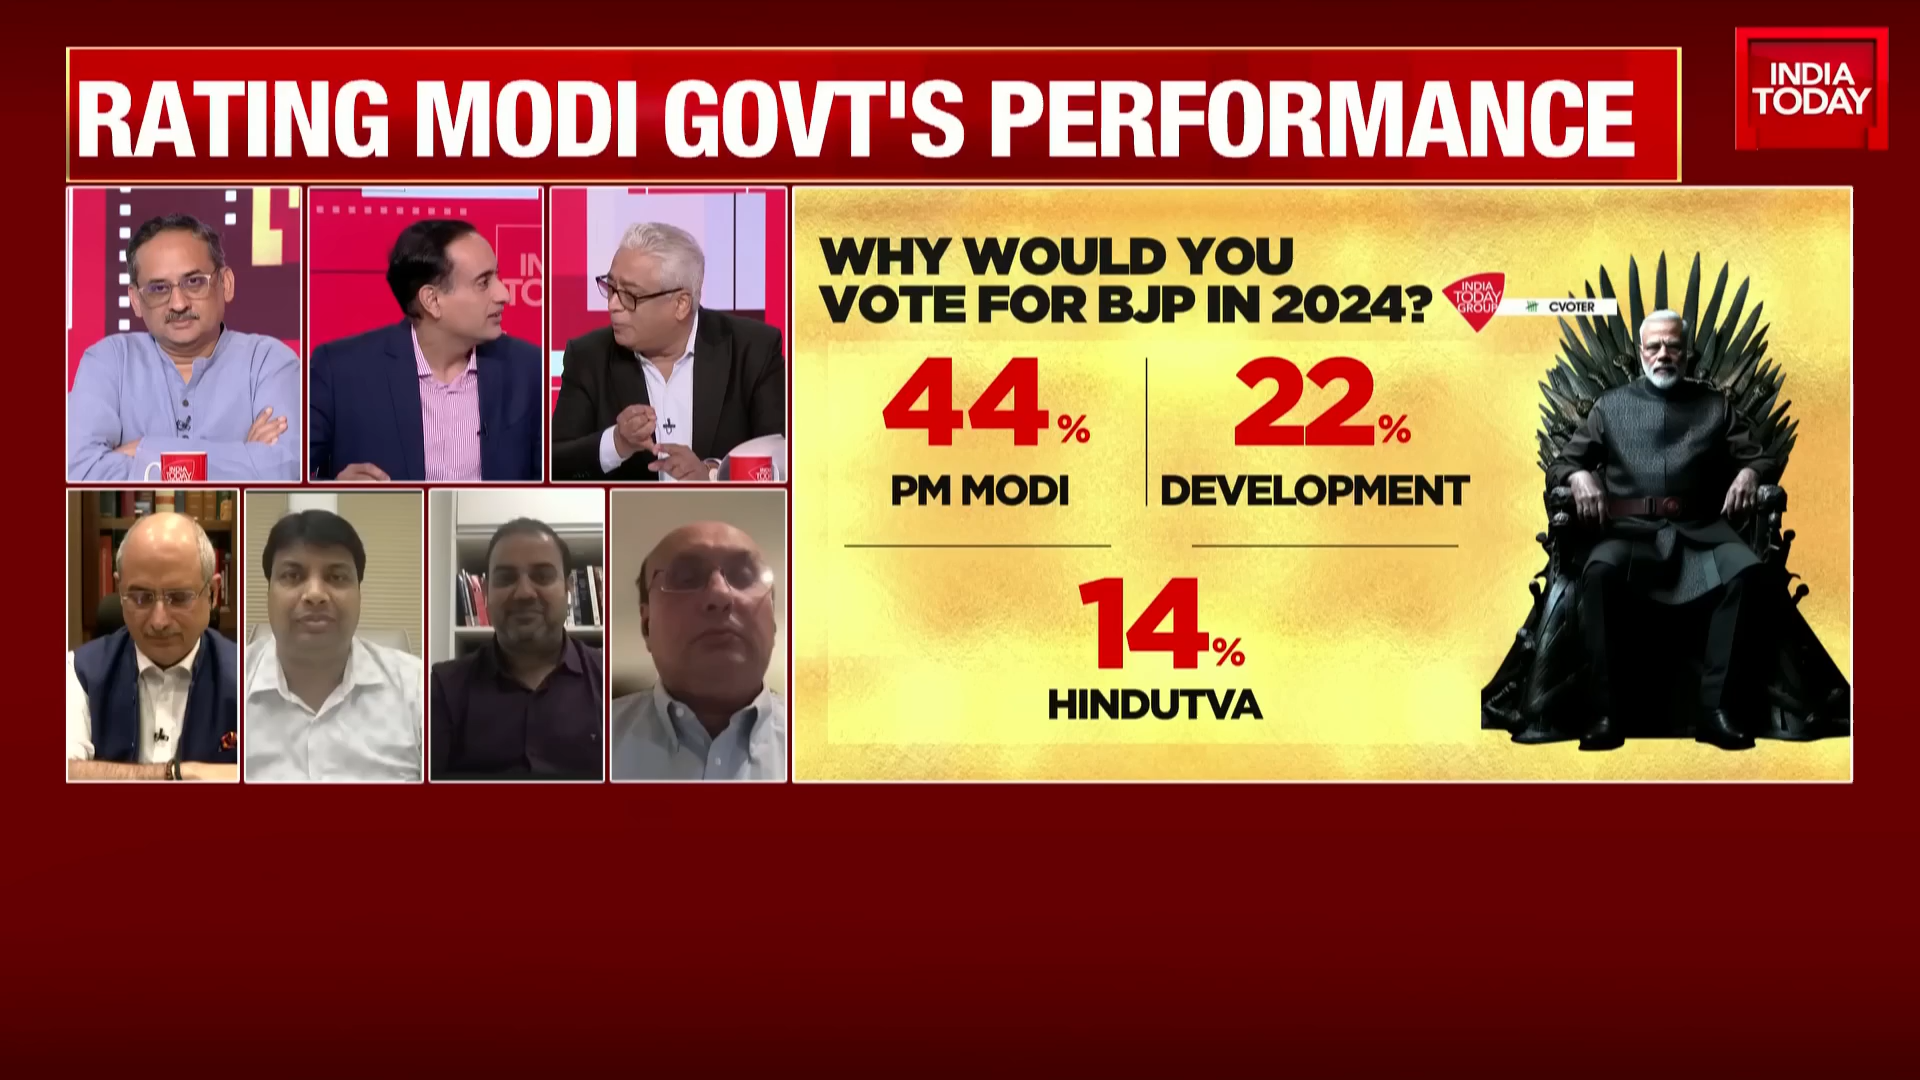 RATING MODI GOVT'S PERFORMANCE
INDIA
TODAY
WHY WOULD YOU
VOTE FOR BJP IN 2024?
INDIA
TODAY
GROUP
CVOTER
44%
PM MODI
22%
DEVELOPMENT
14%
HINDUTVA